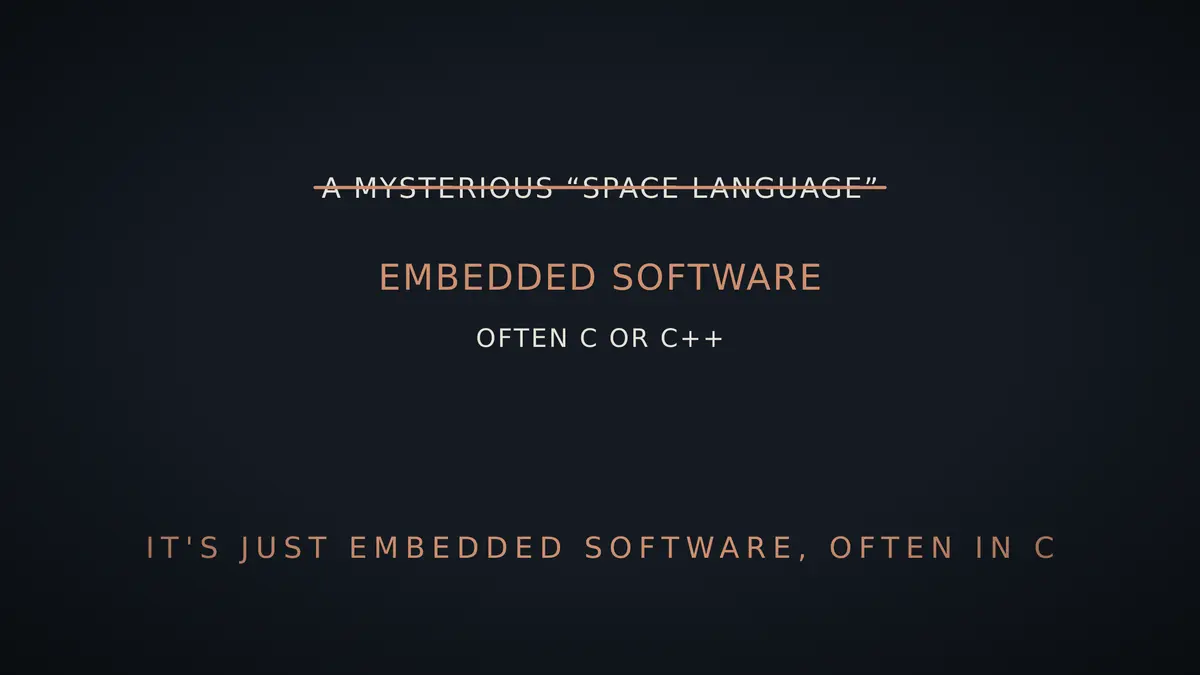 A MYSTERIOUS “SPACE LANGUAGE”
EMBEDDED SOFTWARE
OFTEN C OR C++
IT'S JUST EMBEDDED SOFTWARE, OFTEN IN C